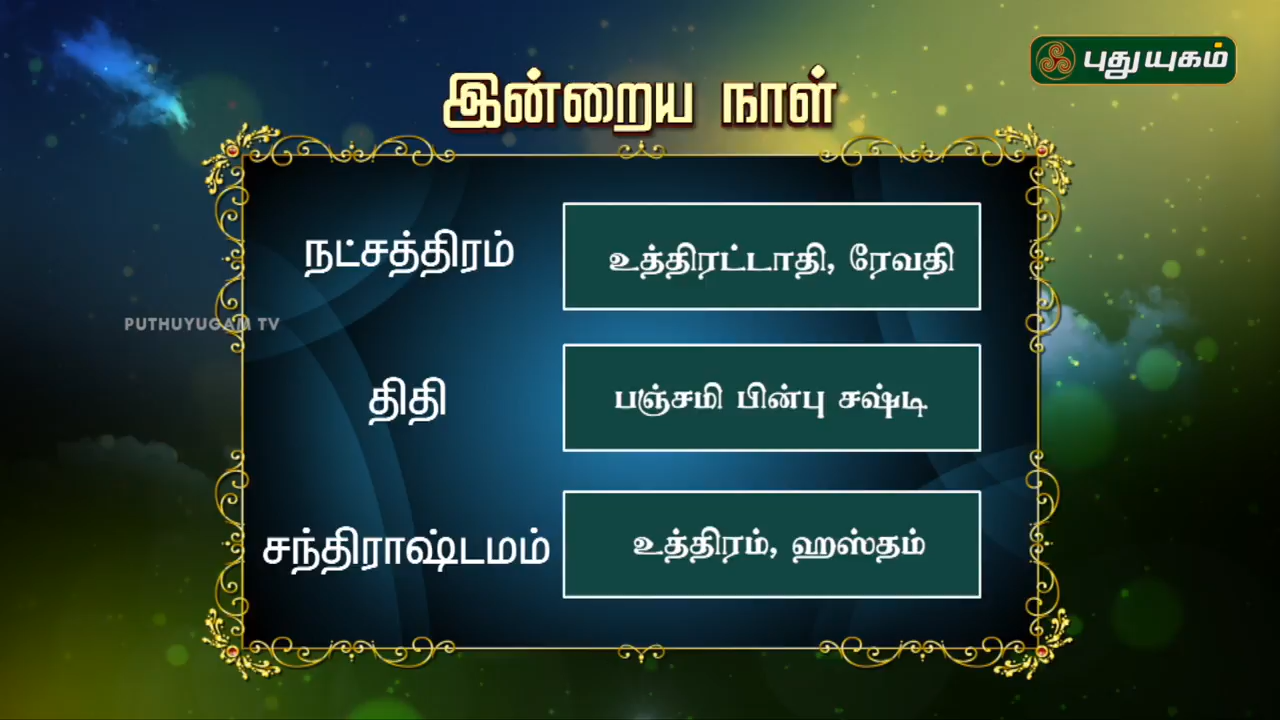 புதுயுகம்
இன்றைய நாள்
நட்சத்திரம்
உத்திரட்டாதி, ரேவதி
PUTHUYUGAM TV
திதி
பஞ்சமி பின்பு சஷ்டி
சந்திராஷ்டமம்
உத்திரம், ஹஸ்தம்